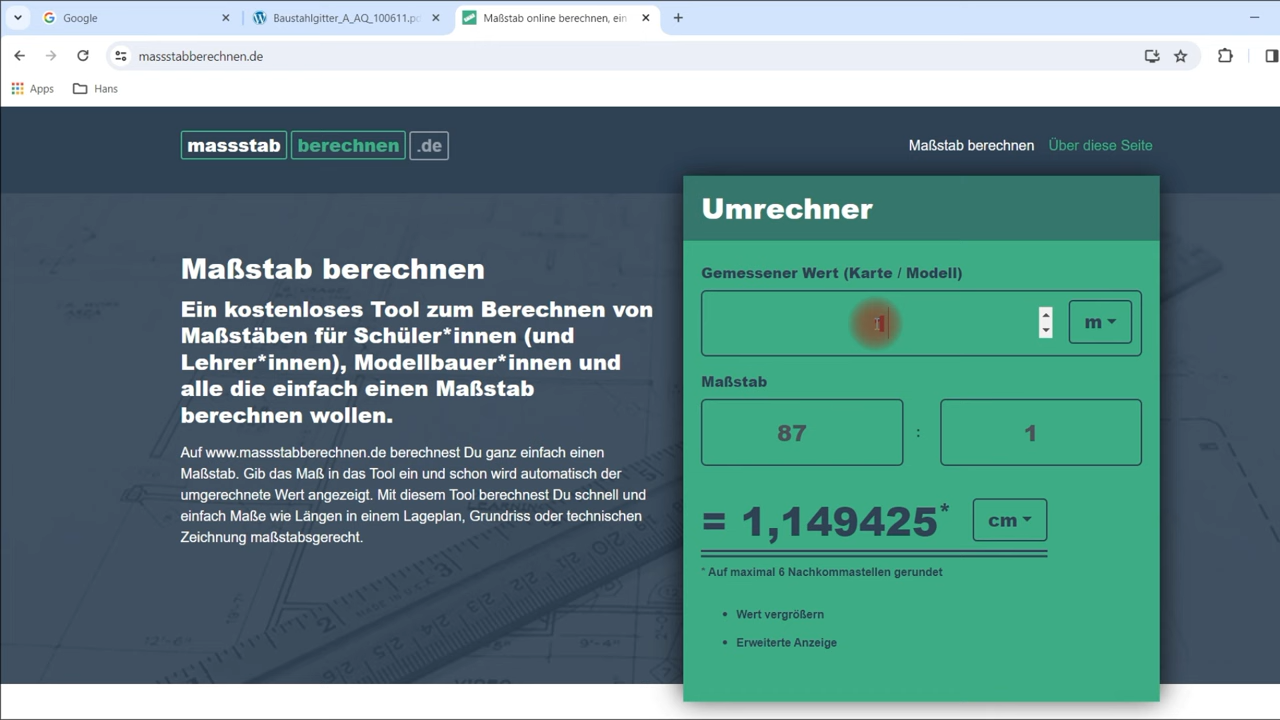 Google
Baustahlgitter_A_AQ_100611.pc
Maßstab online berechnen, ein
massstabberechnen.de
Apps
Hans
massstab berechnen .de
Maßstab berechnen
Über diese Seite
Maßstab berechnen
Ein kostenloses Tool zum Berechnen von
Maßstäben für Schüler*innen (und
Lehrer*innen), Modellbauer*innen und
alle die einfach einen Maßstab
berechnen wollen.
Auf www.massstabberechnen.de berechnest Du ganz einfach einen
Maßstab. Gib das Maß in das Tool ein und schon wird automatisch der
umgerechnete Wert angezeigt. Mit diesem Tool berechnest Du schnell und
einfach Maße wie Längen in einem Lageplan, Grundriss oder technischen
Zeichnung maßstabsgerecht.
Umrechner
Gemessener Wert (Karte / Modell)
1
m
Maßstab
87 : 1
= 1,149425* cm
* Auf maximal 6 Nachkommastellen gerundet
• Wert vergrößern
• Erweiterte Anzeige